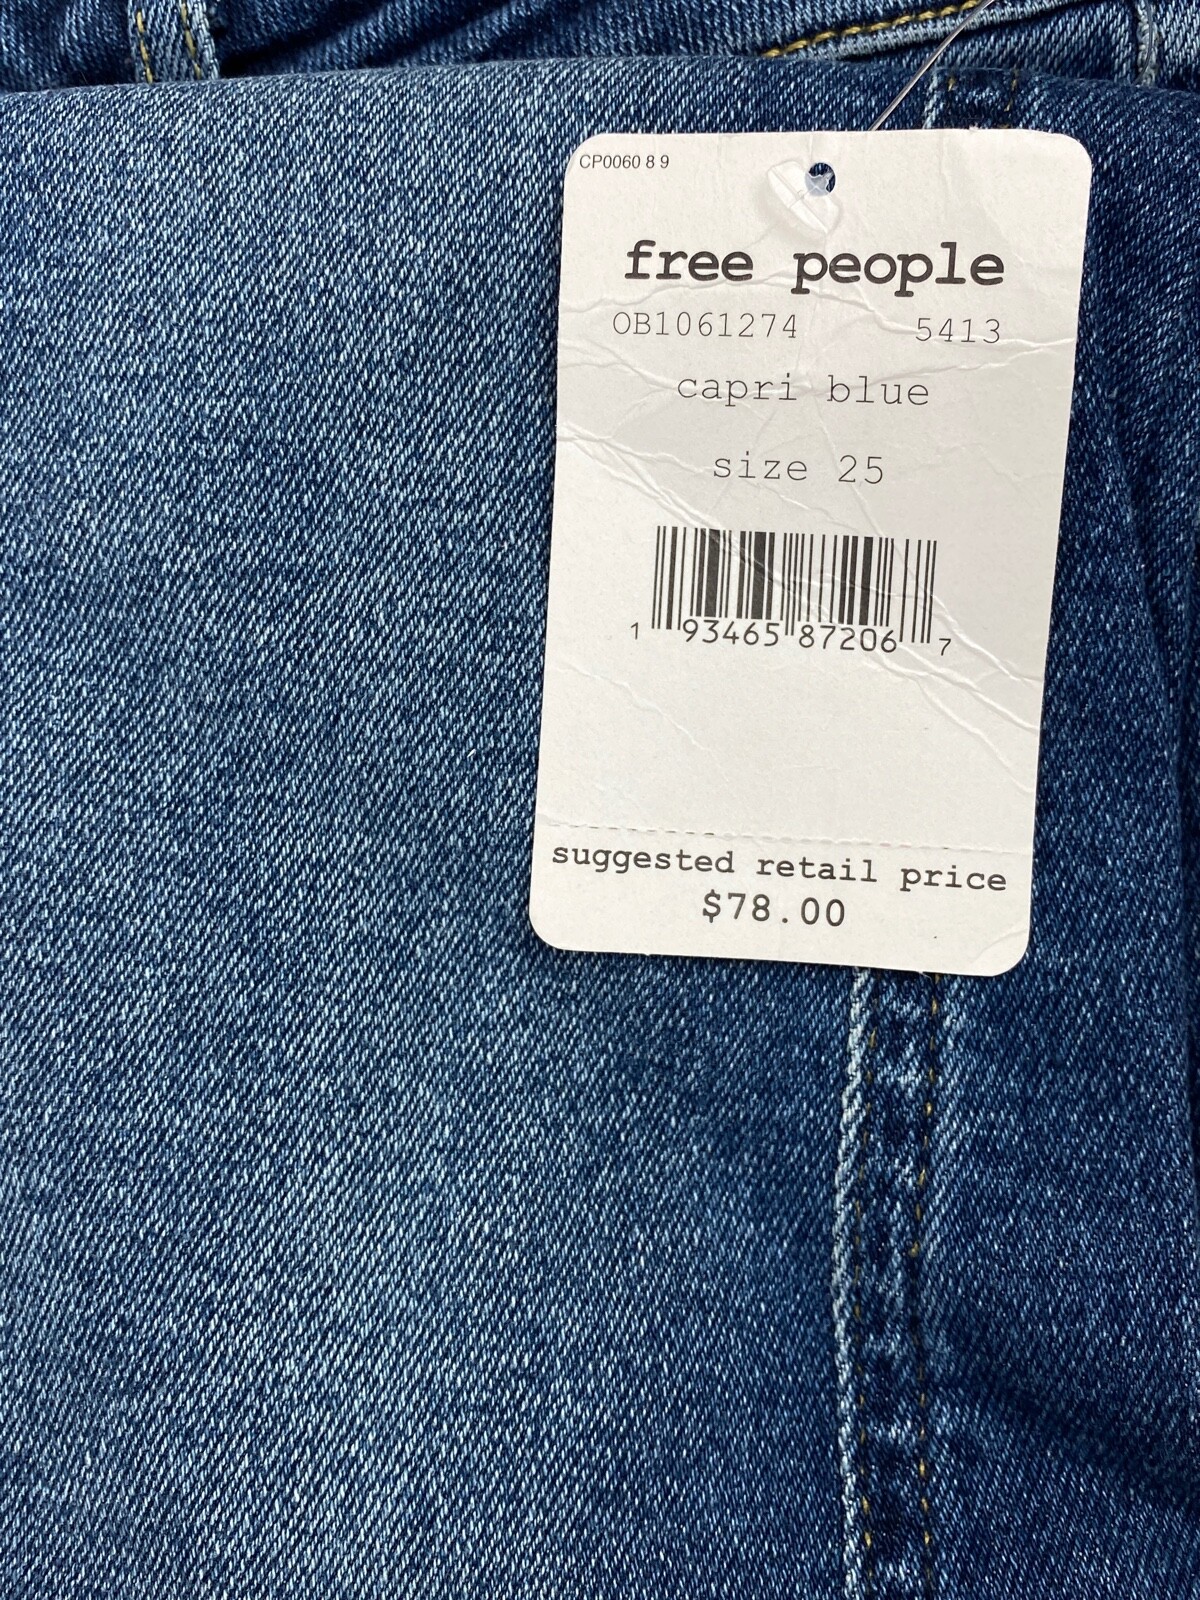 CP0060 8 9
free people
OB1061274 5413
capri blue
size 25
1 93465 87206 7
suggested retail price
$78.00